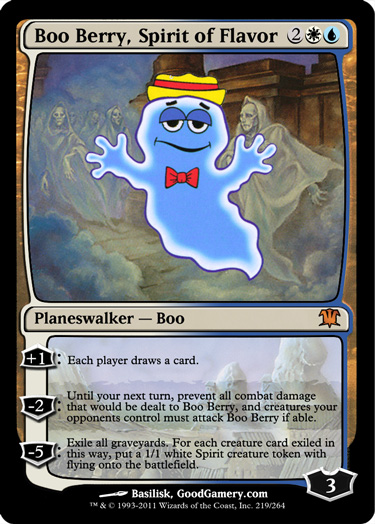 Boo Berry, Spirit of Flavor 2
Planeswalker — Boo
+1: Each player draws a card.
-2: Until your next turn, prevent all combat damage
that would be dealt to Boo Berry, and creatures your
opponents control must attack Boo Berry if able.
-5: Exile all graveyards. For each creature card exiled in
this way, put a 1/1 white Spirit creature token with
flying onto the battlefield.
3
Basilisk, GoodGamery.com
™ & © 1993-2011 Wizards of the Coast, Inc. 219/264